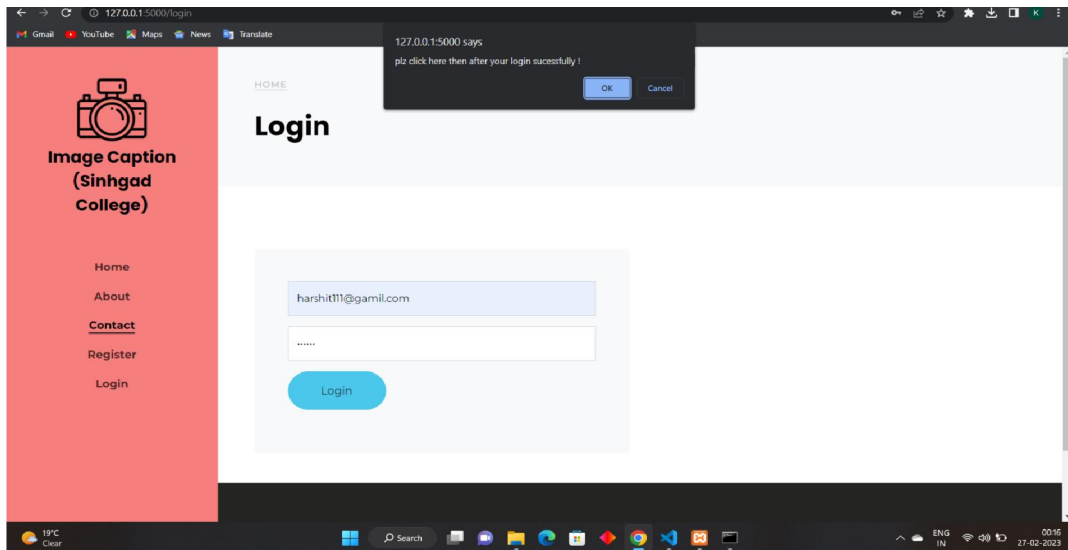 127.0.0.1:5000/login
K
Gmail YouTube Maps News Translate
127.0.0.1:5000 says
plz click here then after your login sucessfully !
OK Cancel
HOME
Login
Image Caption
(Sinhgad
College)
Home
About
Contact
Register
Login
harshit111@gamil.com
Login
19°C
Clear
Search
ENG
IN
00:16
27-02-2023